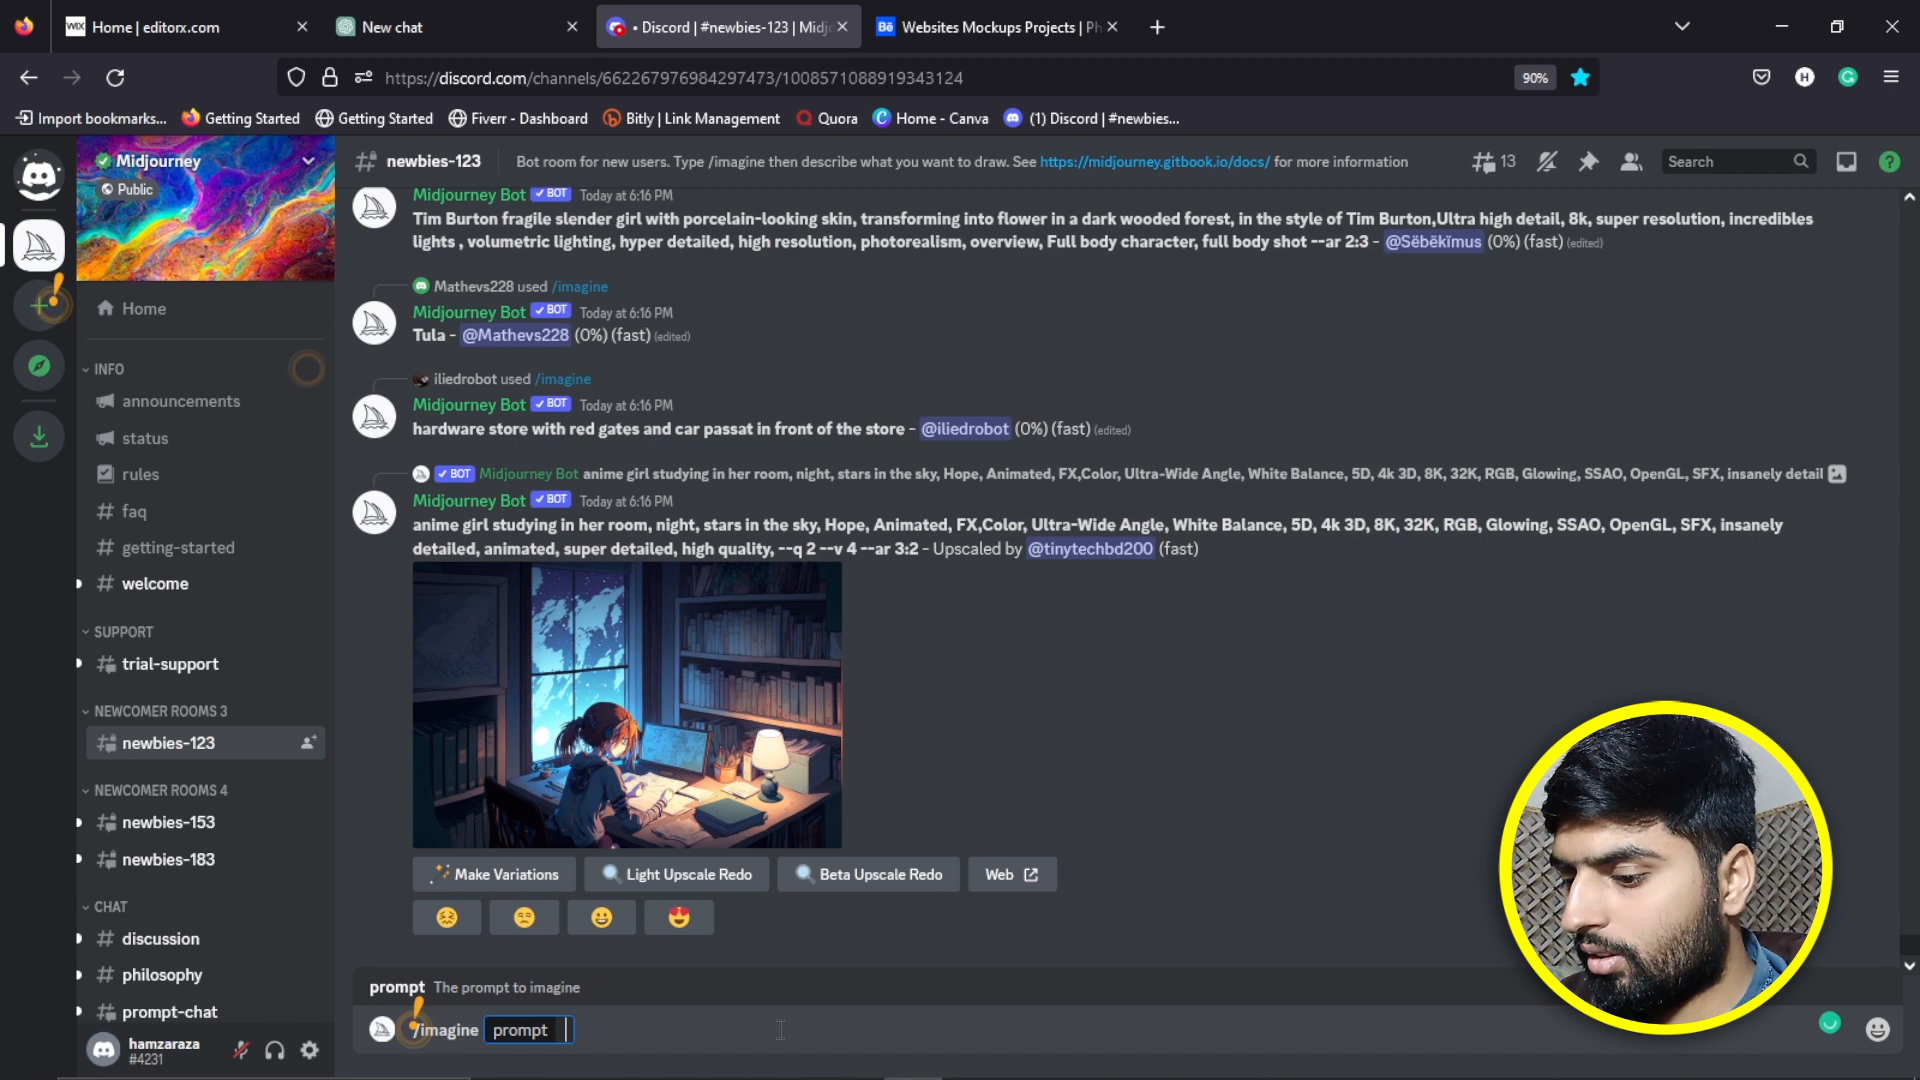 WIX Home | editorx.com
New chat
• Discord | #newbies-123 | Midjo
Bē Websites Mockups Projects | Ph
https://discord.com/channels/662267976984297473/1008571088919343124
90%
H
G
Import bookmarks...
Getting Started
Getting Started
Fiverr - Dashboard
Bitly | Link Management
Quora
Home - Canva
(1) Discord | #newbies...
Midjourney
Public
newbies-123
Bot room for new users. Type /imagine then describe what you want to draw. See https://midjourney.gitbook.io/docs/ for more information
13
Search
Home
INFO
announcements
status
rules
faq
getting-started
welcome
SUPPORT
trial-support
NEWCOMER ROOMS 3
newbies-123
NEWCOMER ROOMS 4
newbies-153
newbies-183
CHAT
discussion
philosophy
prompt-chat
hamzaraza
#4231
Midjourney Bot ✓ BOT Today at 6:16 PM
Tim Burton fragile slender girl with porcelain-looking skin, transforming into flower in a dark wooded forest, in the style of Tim Burton,Ultra high detail, 8k, super resolution, incredibles
lights , volumetric lighting, hyper detailed, high resolution, photorealism, overview, Full body character, full body shot --ar 2:3 - @Sëbëkïmus (0%) (fast) (edited)
Mathevs228 used /imagine
Midjourney Bot ✓ BOT Today at 6:16 PM
Tula - @Mathevs228 (0%) (fast) (edited)
iliedrobot used /imagine
Midjourney Bot ✓ BOT Today at 6:16 PM
hardware store with red gates and car passat in front of the store - @iliedrobot (0%) (fast) (edited)
✓ BOT Midjourney Bot anime girl studying in her room, night, stars in the sky, Hope, Animated, FX,Color, Ultra-Wide Angle, White Balance, 5D, 4k 3D, 8K, 32K, RGB, Glowing, SSAO, OpenGL, SFX, insanely detail
Midjourney Bot ✓ BOT Today at 6:16 PM
anime girl studying in her room, night, stars in the sky, Hope, Animated, FX,Color, Ultra-Wide Angle, White Balance, 5D, 4k 3D, 8K, 32K, RGB, Glowing, SSAO, OpenGL, SFX, insanely
detailed, animated, super detailed, high quality, --q 2 --v 4 --ar 3:2 - Upscaled by @tinytechbd200 (fast)
Make Variations
Light Upscale Redo
Beta Upscale Redo
Web
prompt The prompt to imagine
/imagine prompt